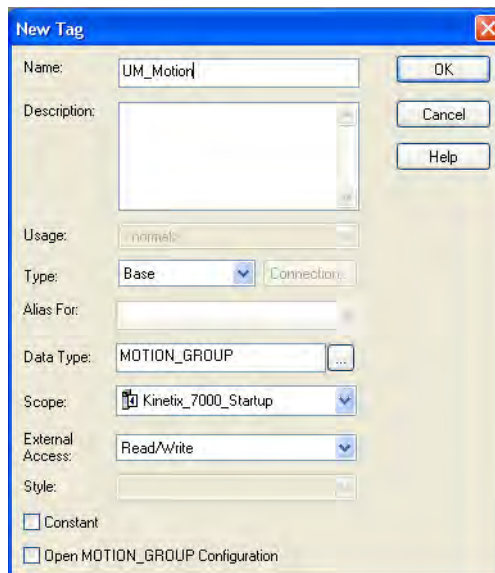 New Tag
Name: UM_Motion OK
Description: Cancel
Help
Usage: <normal>
Type: Base Connection...
Alias For:
Data Type: MOTION_GROUP ...
Scope: Kinetix_7000_Startup
External
Access: Read/Write
Style:
Constant
Open MOTION_GROUP Configuration